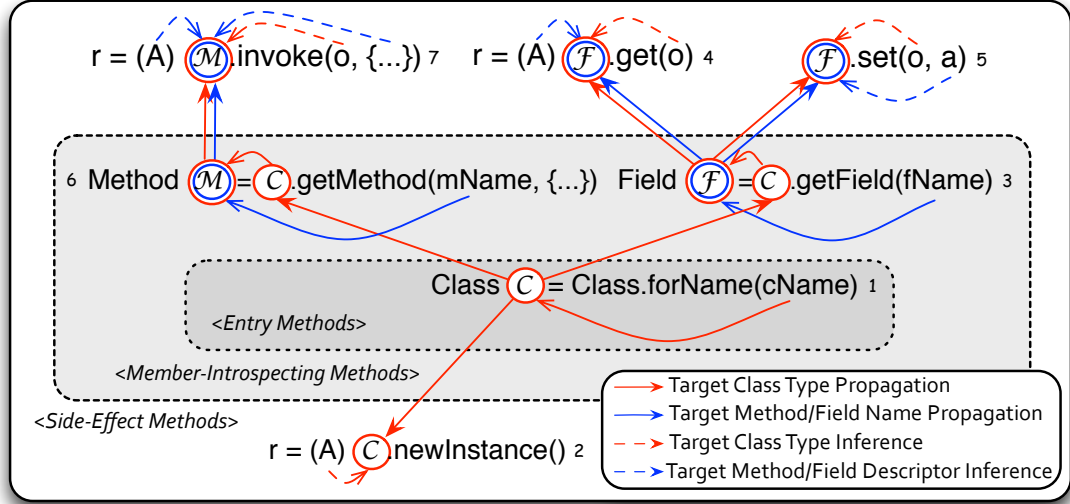 r = (A) ℳ.invoke(o, {...}) 7
r = (A) ℱ.get(o) 4
ℱ.set(o, a) 5
6 Method ℳ = 𝒞.getMethod(mName, {...})
Field ℱ = 𝒞.getField(fName) 3
Class 𝒞 = Class.forName(cName) 1
<Entry Methods>
<Member-Introspecting Methods>
<Side-Effect Methods>
r = (A) 𝒞.newInstance() 2
Target Class Type Propagation
Target Method/Field Name Propagation
Target Class Type Inference
Target Method/Field Descriptor Inference